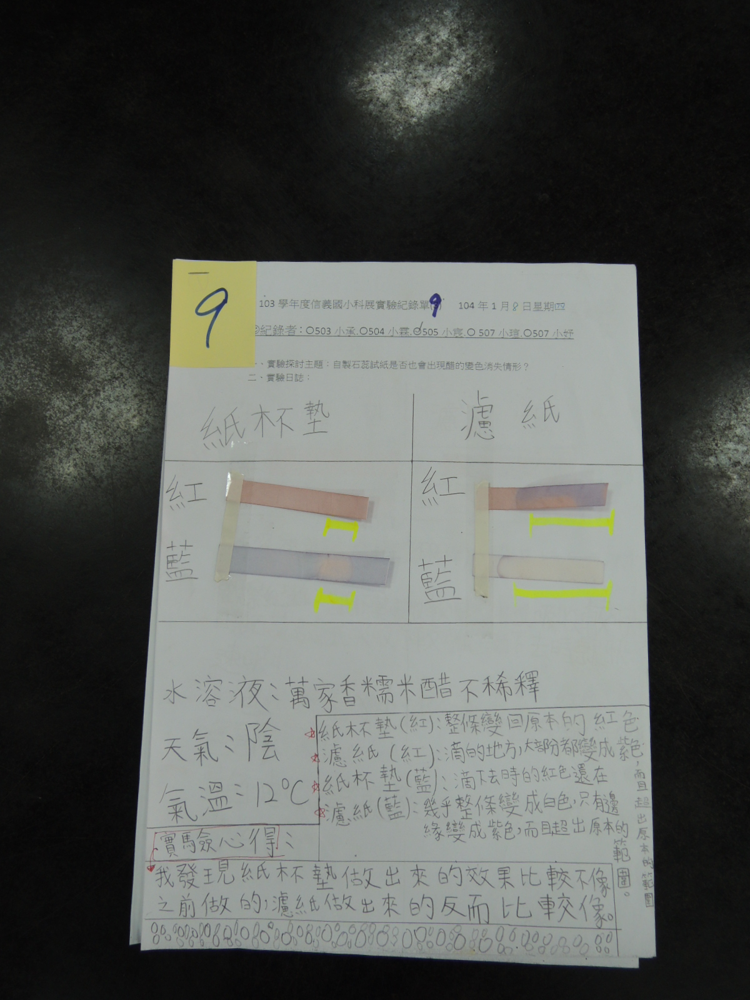 一
9
103 學年度信義國小科展實驗紀錄單(9) 104 年 1 月 8 日星期四
◎紀錄者：○503 小承.○504 小霖.○505 小宸.○ 507 小瑄.○507 小妤
一、實驗探討主題：自製石蕊試紙是否也會出現醋的變色消失情形？
二、實驗日誌：
紙杯墊 濾紙
紅 紅
藍 藍
水溶液：萬家香糯米醋不稀釋
天氣：陰
氣溫：12°C
紙杯墊(紅)：整條變回原本的紅色
濾紙(紅)：滴的地方，大部分都變成紫色，而且超出原本的範圍
紙杯墊(藍)：滴下去時的紅色還在
濾紙(藍)：幾乎整條變成白色，只有邊
緣變成紫色，而且超出原本的範圍。
實驗心得：
我發現紙杯墊做出來的效果比較不像
之前做的，濾紙做出來的反而比較像。